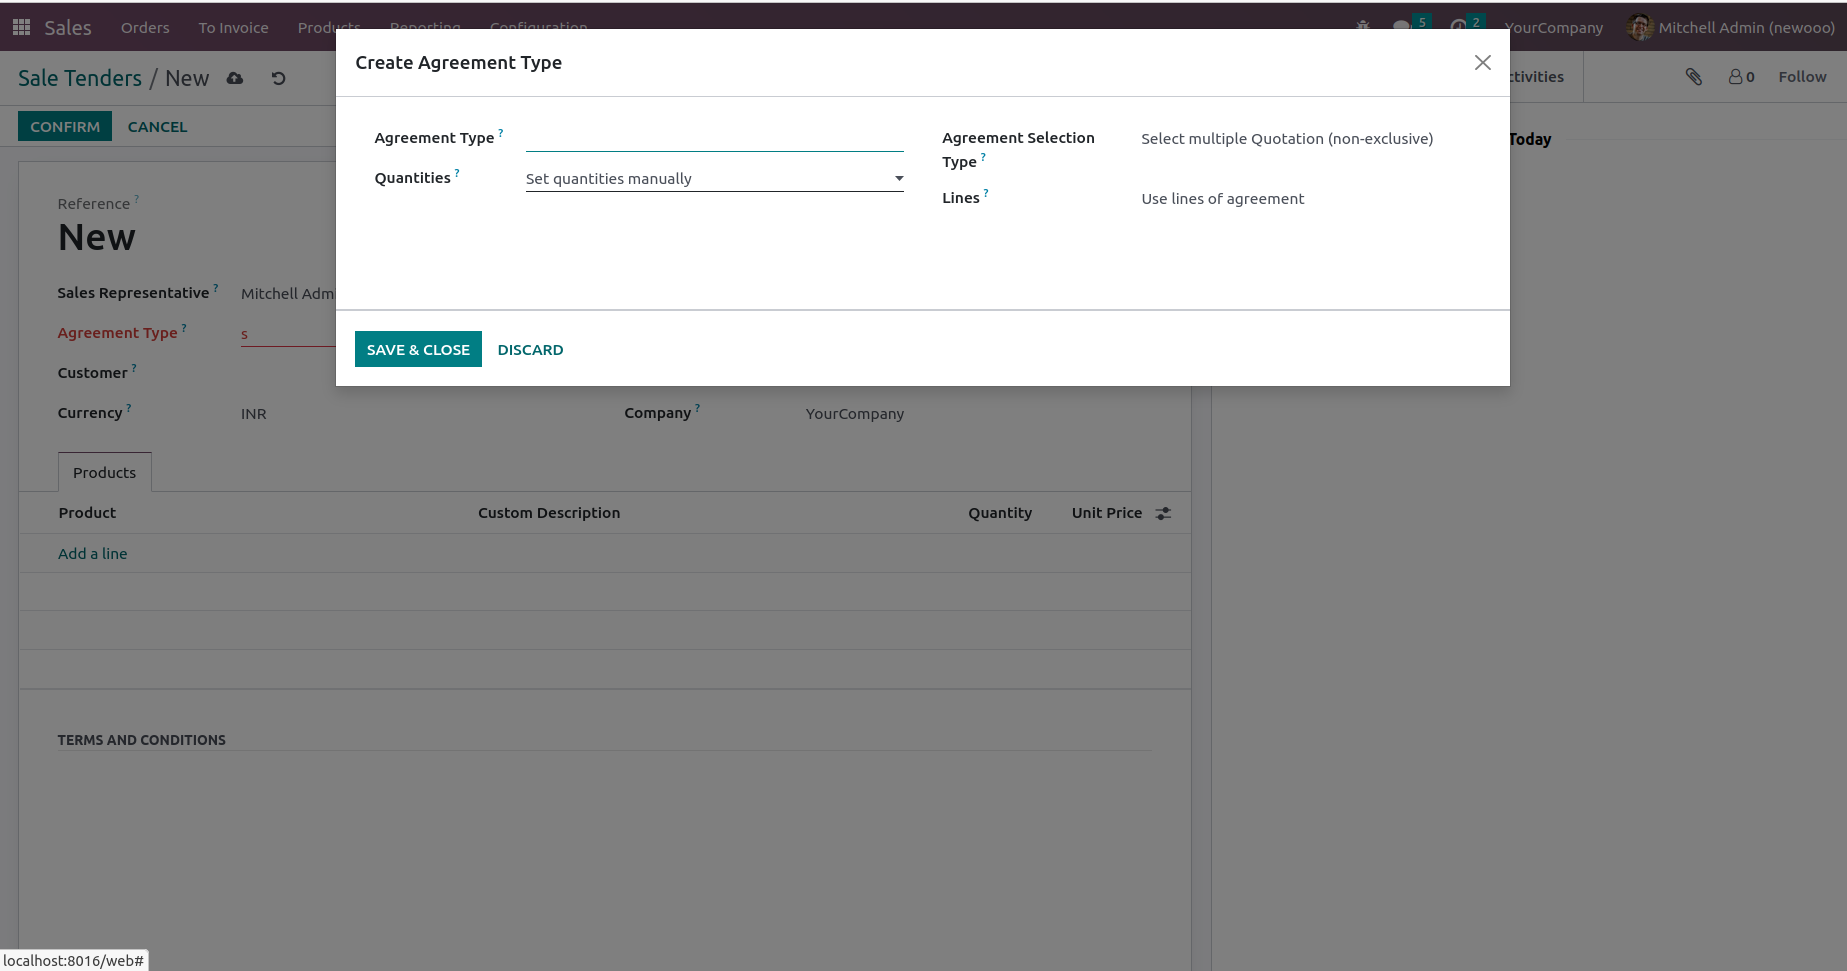 Sales Orders To Invoice Products Reporting Configuration 5 2 YourCompany Mitchell Admin (newooo)
Create Agreement Type
Sale Tenders / New
ctivities 0 Follow
CONFIRM CANCEL
Agreement Type ?
Agreement Selection Type ? Select multiple Quotation (non-exclusive)
Today
Quantities ? Set quantities manually
Lines ? Use lines of agreement
Reference ?
New
Sales Representative ? Mitchell Adm
Agreement Type ? s
SAVE & CLOSE DISCARD
Customer ?
Currency ? INR Company ? YourCompany
Products
Product Custom Description Quantity Unit Price
Add a line
TERMS AND CONDITIONS
localhost:8016/web#